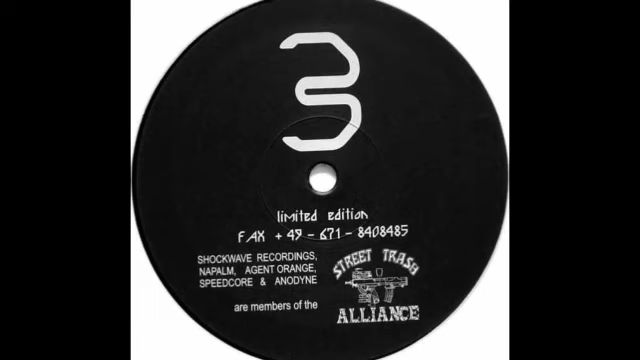 3
limited edition
FAX + 49 - 671 - 8408485
SHOCKWAVE RECORDINGS,
NAPALM, AGENT ORANGE,
SPEEDCORE & ANODYNE
are members of the
STREET TRASH
ALLIANCE